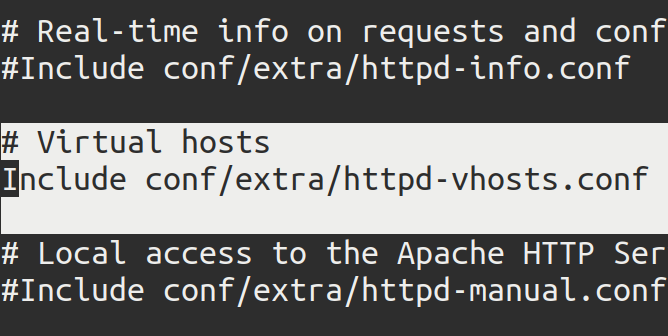 # Real-time info on requests and conf
#Include conf/extra/httpd-info.conf
# Virtual hosts
Include conf/extra/httpd-vhosts.conf
# Local access to the Apache HTTP Ser
#Include conf/extra/httpd-manual.conf